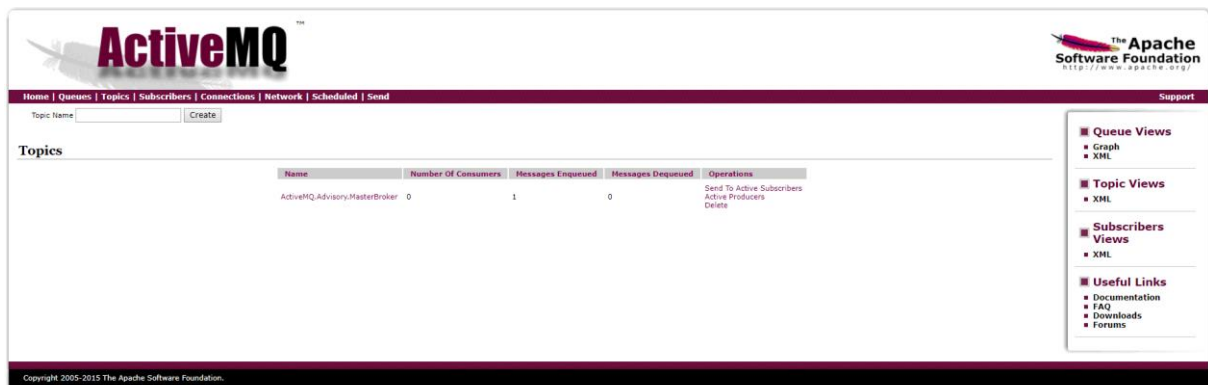 ActiveMQ™
The Apache
Software Foundation
http://www.apache.org/
Home | Queues | Topics | Subscribers | Connections | Network | Scheduled | Send
Support
Topic Name
Create
Topics
Name Number Of Consumers Messages Enqueued Messages Dequeued Operations
ActiveMQ.Advisory.MasterBroker 0 1 0 Send To Active Subscribers
Active Producers
Delete
Queue Views
Graph
XML
Topic Views
XML
Subscribers
Views
XML
Useful Links
Documentation
FAQ
Downloads
Forums
Copyright 2005-2015 The Apache Software Foundation.